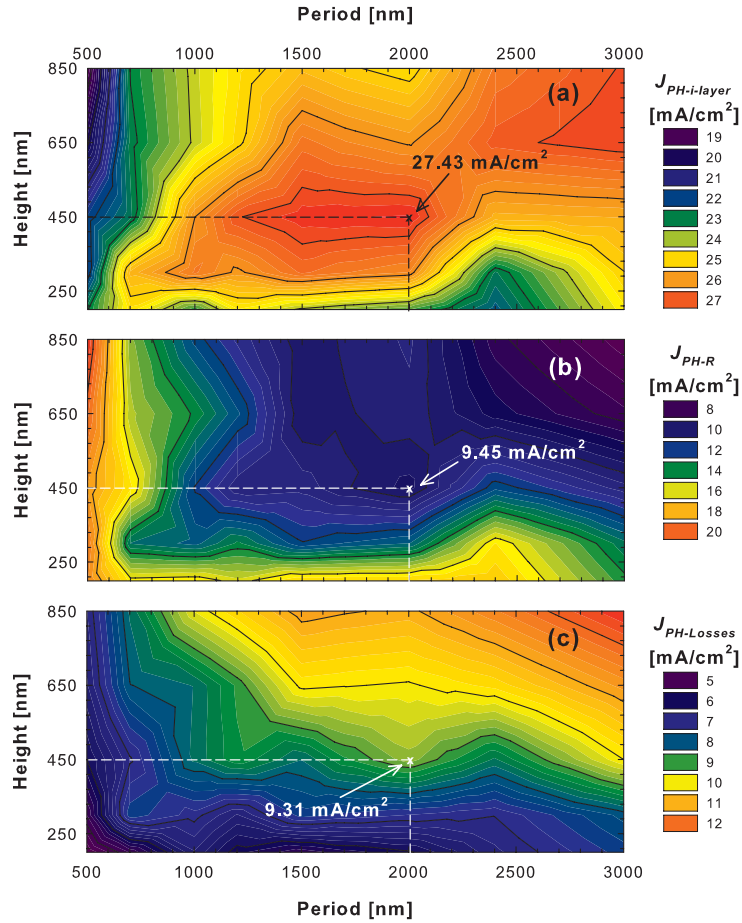 Period [nm]
500 1000 1500 2000 2500 3000
850
650
450
250
Height [nm]
(a)
27.43 mA/cm²
J_PH-i-layer
[mA/cm²]
19
20
21
22
23
24
25
26
27
850
650
450
250
Height [nm]
(b)
9.45 mA/cm²
J_PH-R
[mA/cm²]
8
10
12
14
16
18
20
850
650
450
250
Height [nm]
(c)
9.31 mA/cm²
J_PH-Losses
[mA/cm²]
5
6
7
8
9
10
11
12
500 1000 1500 2000 2500 3000
Period [nm]